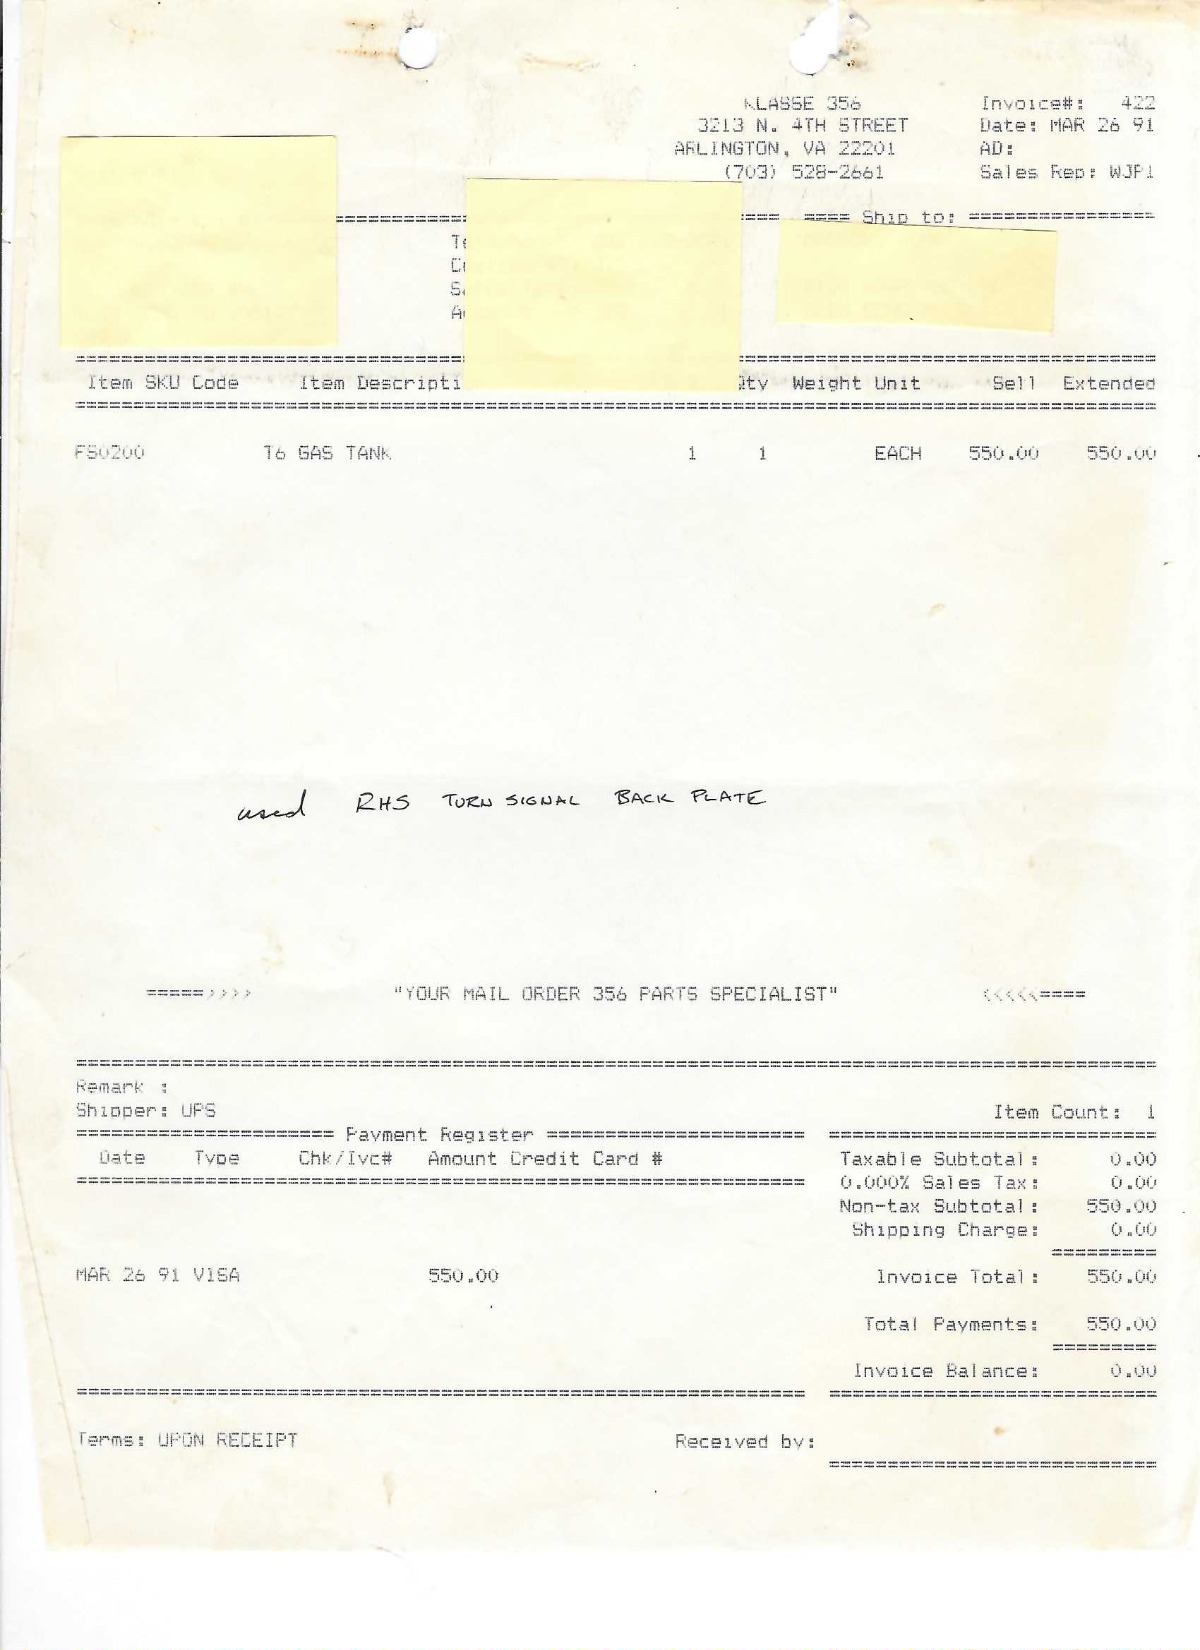 KLASSE 356 Invoice#: 422
3213 N. 4TH STREET Date: MAR 26 91
ARLINGTON, VA 22201 AD:
(703) 528-2661 Sales Rep: WJP1
==== ==== Ship to: ================
Item SKU Code Item Descripti Qty Weight Unit Sell Extended
FS0200 T6 GAS TANK 1 1 EACH 550.00 550.00
used RHS TURN SIGNAL BACK PLATE
=====>>>> "YOUR MAIL ORDER 356 PARTS SPECIALIST" <<<<<====
Remark :
Shipper: UPS Item Count: 1
====================== Payment Register ======================
Date Type Chk/Ivc# Amount Credit Card # Taxable Subtotal: 0.00
0.000% Sales Tax: 0.00
Non-tax Subtotal: 550.00
Shipping Charge: 0.00
MAR 26 91 VISA 550.00 Invoice Total: 550.00
Total Payments: 550.00
Invoice Balance: 0.00
Terms: UPON RECEIPT Received by: